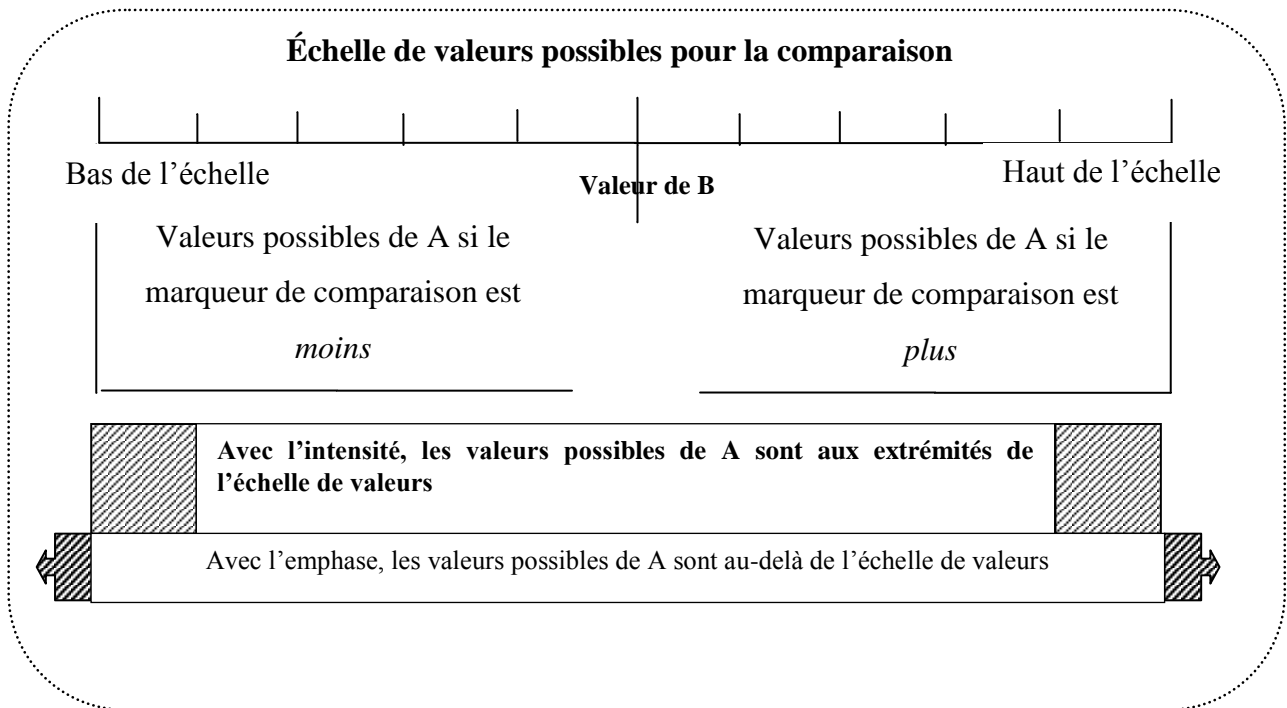 Échelle de valeurs possibles pour la comparaison
Bas de l’échelle
Valeur de B
Haut de l’échelle
Valeurs possibles de A si le
marqueur de comparaison est
moins
Valeurs possibles de A si le
marqueur de comparaison est
plus
Avec l’intensité, les valeurs possibles de A sont aux extrémités de
l’échelle de valeurs
Avec l’emphase, les valeurs possibles de A sont au-delà de l’échelle de valeurs